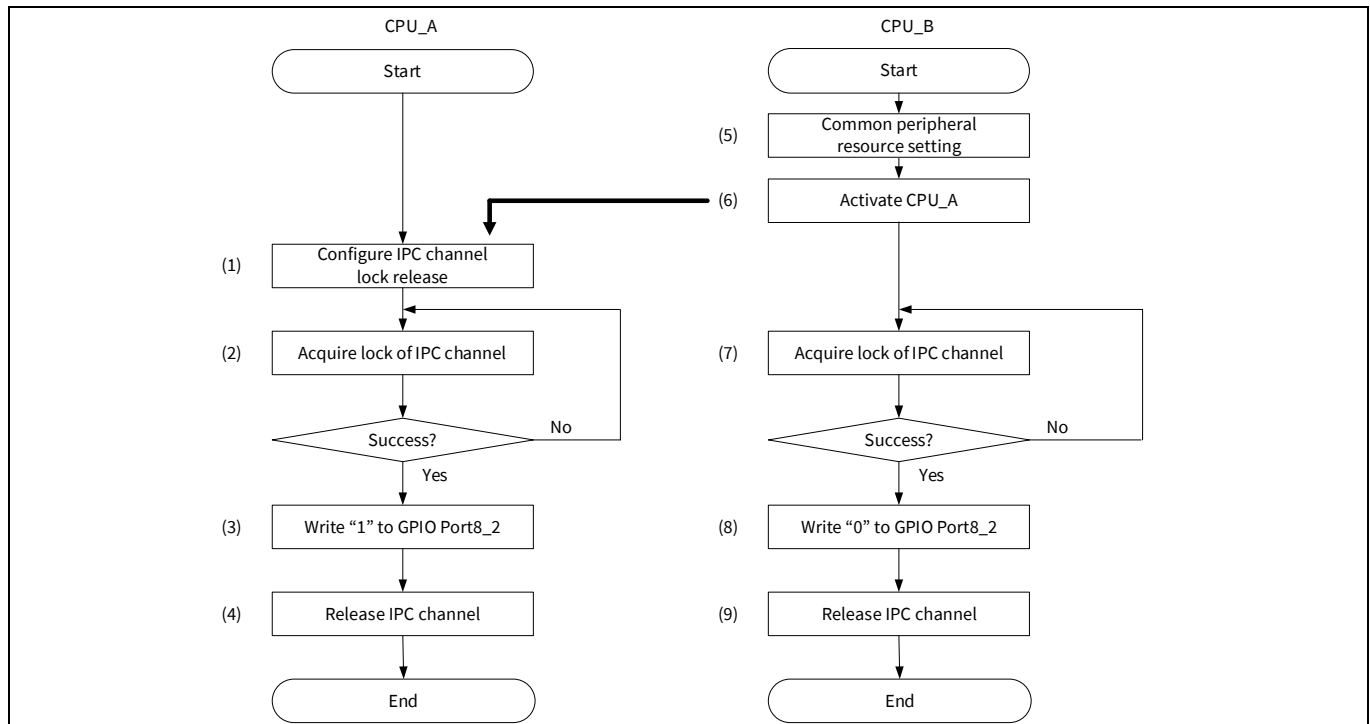 CPU_A
CPU_B
Start
Start
(5)
Common peripheral
resource setting
(6)
Activate CPU_A
(1)
Configure IPC channel
lock release
(2)
Acquire lock of IPC channel
(7)
Acquire lock of IPC channel
Success?
No
Success?
No
Yes
Yes
(3)
Write “1” to GPIO Port8_2
(8)
Write “0” to GPIO Port8_2
(4)
Release IPC channel
(9)
Release IPC channel
End
End